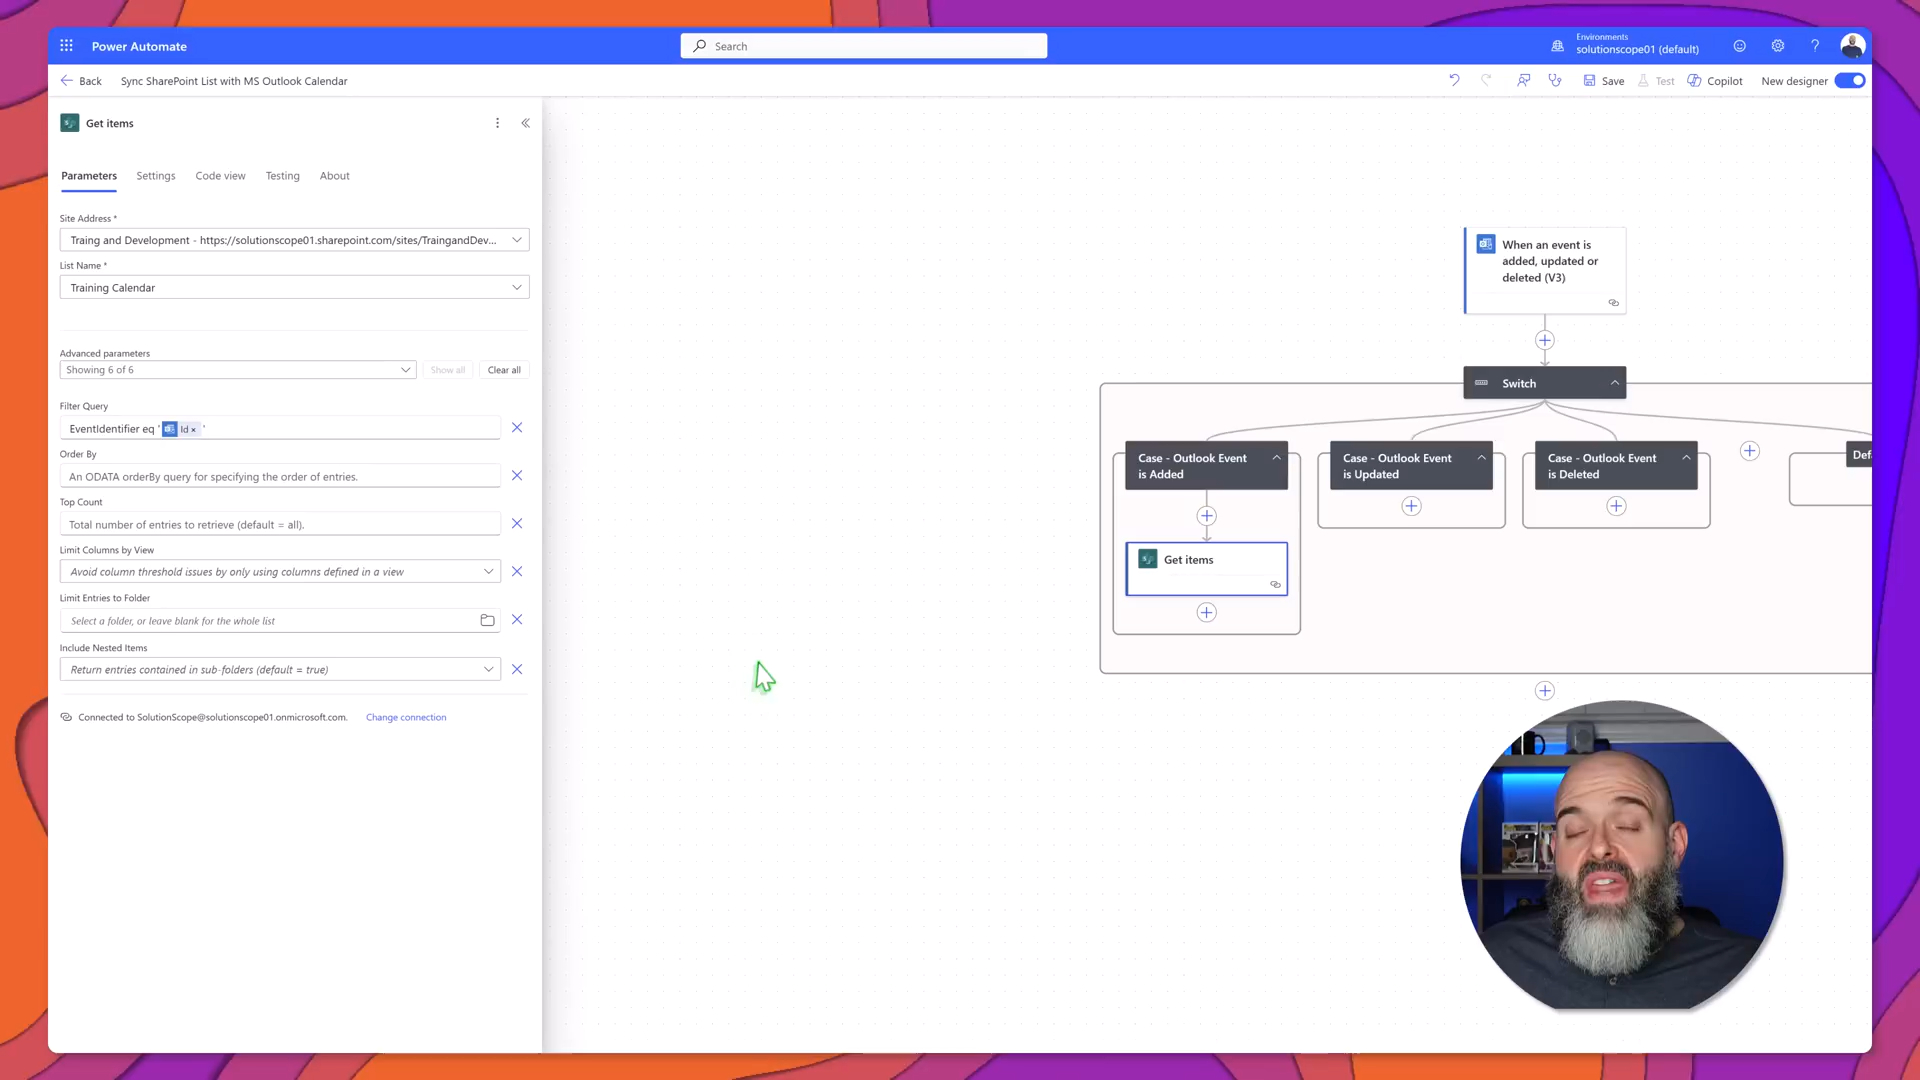 Power Automate
Search
Environments
solutionscope01 (default)
Back
Sync SharePoint List with MS Outlook Calendar
Save
Test
Copilot
New designer
Get items
Parameters
Settings
Code view
Testing
About
Site Address *
Traing and Development - https://solutionscope01.sharepoint.com/sites/TraingandDev...
List Name *
Training Calendar
Advanced parameters
Showing 6 of 6
Show all
Clear all
Filter Query
EventIdentifier eq ' Id × '
Order By
An ODATA orderBy query for specifying the order of entries.
Top Count
Total number of entries to retrieve (default = all).
Limit Columns by View
Avoid column threshold issues by only using columns defined in a view
Limit Entries to Folder
Select a folder, or leave blank for the whole list
Include Nested Items
Return entries contained in sub-folders (default = true)
Connected to SolutionScope@solutionscope01.onmicrosoft.com.
Change connection
When an event is
added, updated or
deleted (V3)
Switch
Case - Outlook Event
is Added
Case - Outlook Event
is Updated
Case - Outlook Event
is Deleted
Def
Get items